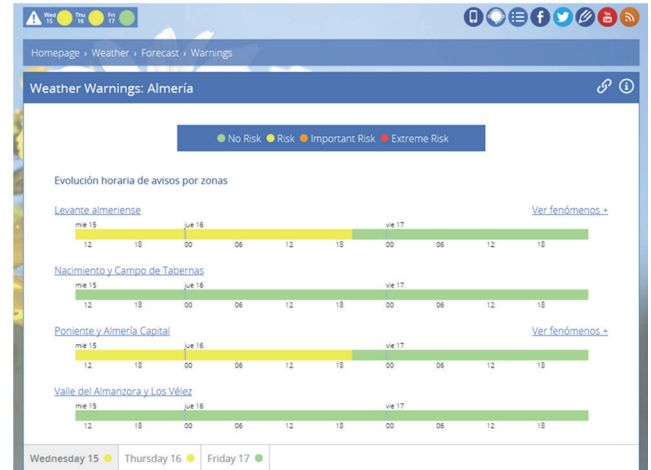 Wed 15 Thu 16 Fri 17
Homepage › Weather › Forecast › Warnings
Weather Warnings: Almería
No Risk Risk Important Risk Extreme Risk
Evolución horaria de avisos por zonas
Levante almeriense Ver fenómenos +
mie 15 jue 16 vie 17
12 18 00 06 12 18 00 06 12 18
Nacimiento y Campo de Tabernas
mie 15 jue 16 vie 17
12 18 00 06 12 18 00 06 12 18
Poniente y Almería Capital Ver fenómenos +
mie 15 jue 16 vie 17
12 18 00 06 12 18 00 06 12 18
Valle del Almanzora y Los Vélez
mie 15 jue 16 vie 17
12 18 00 06 12 18 00 06 12 18
Wednesday 15 Thursday 16 Friday 17